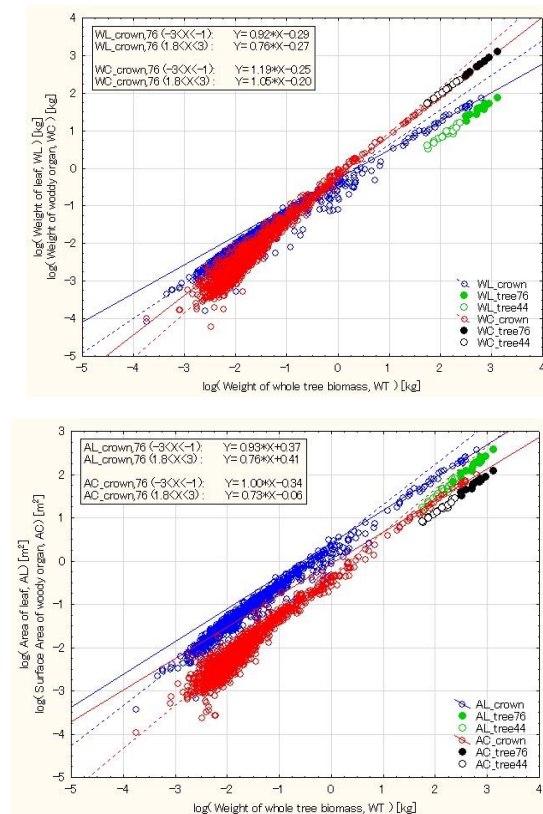 WL_crown,76 (-3<X<-1) Y= 0.92*X-0.29
WL_crown,76 (1.8<X<3) : Y= 0.76*X-0.27
WC_crown,76 (-3<X<-1): Y= 1.19*X-0.25
WC_crown,76 (1.8<X<3) : Y= 1.05*X-0.20
4
3
2
1
0
-1
-2
-3
-4
-5
log( Weight of leaf, WL ) [kg]
log( Weight of woddy organ, WC ) [kg]
WL_crown
WL_tree76
WL_tree44
WC_crown
WC_tree76
WC_tree44
-5 -4 -3 -2 -1 0 1 2 3 4
log( Weight of whole tree biomass, WT ) [kg]
AL_crown,76 (-3<X<-1) : Y= 0.93*X+0.37
AL_crown,76 (1.8<X<3) : Y= 0.76*X+0.41
AC_crown,76 (-3<X<-1) : Y= 1.00*X-0.34
AC_crown,76 (1.8<X<3) : Y= 0.73*X-0.06
3
2
1
0
-1
-2
-3
-4
-5
log( Area of leaf, AL) [m²]
log( Surface Area of woody organ, AC) [m²]
AL_crown
AL_tree76
AL_tree44
AC_crown
AC_tree76
AC_tree44
-5 -4 -3 -2 -1 0 1 2 3 4
log( Weight of whole tree biomass, WT ) [kg]